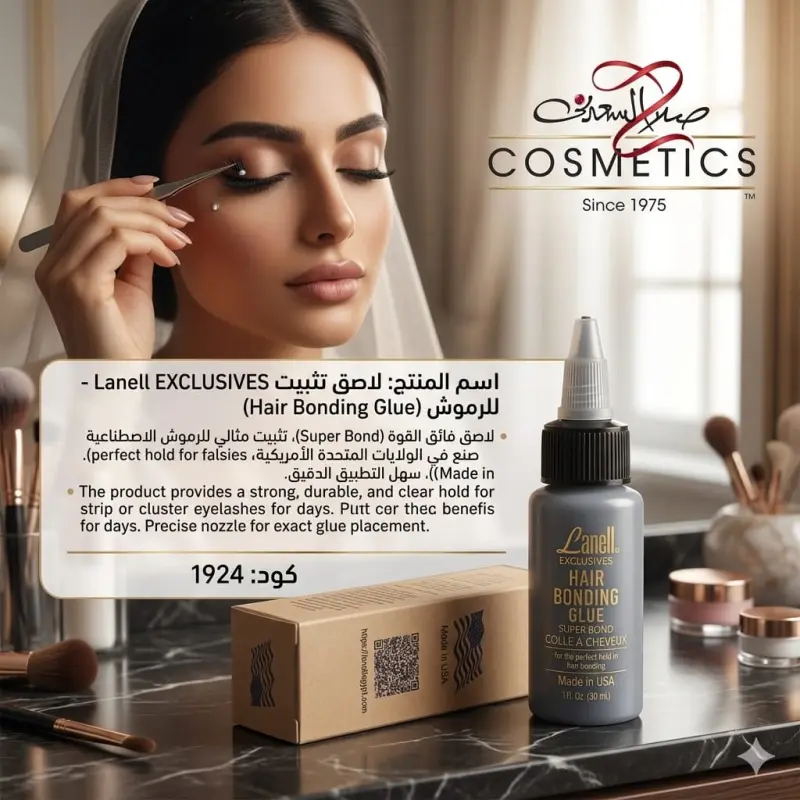 صلاح السعدنى
COSMETICS
Since 1975
TM
اسم المنتج: لاصق تثبيت Lanell EXCLUSIVES -
للرموش (Hair Bonding Glue)
لاصق فائق القوة (Super Bond)، تثبيت مثالي للرموش الاصطناعية
صنع في الولايات المتحدة الأمريكية، perfect hold for falsies).
Made in))، سهل التطبيق الدقيق.
• The product provides a strong, durable, and clear hold for
strip or cluster eyelashes for days. Putt cor thec benefis
for days. Precise nozzle for exact glue placement.
كود: 1924
Made in USA
Lanell
EXCLUSIVES
HAIR
BONDING
GLUE
SUPER BOND
COLLE A CHEVEUX
for the perfect hold in
hair bonding
Made in USA
1 fl. Oz (30 mL)